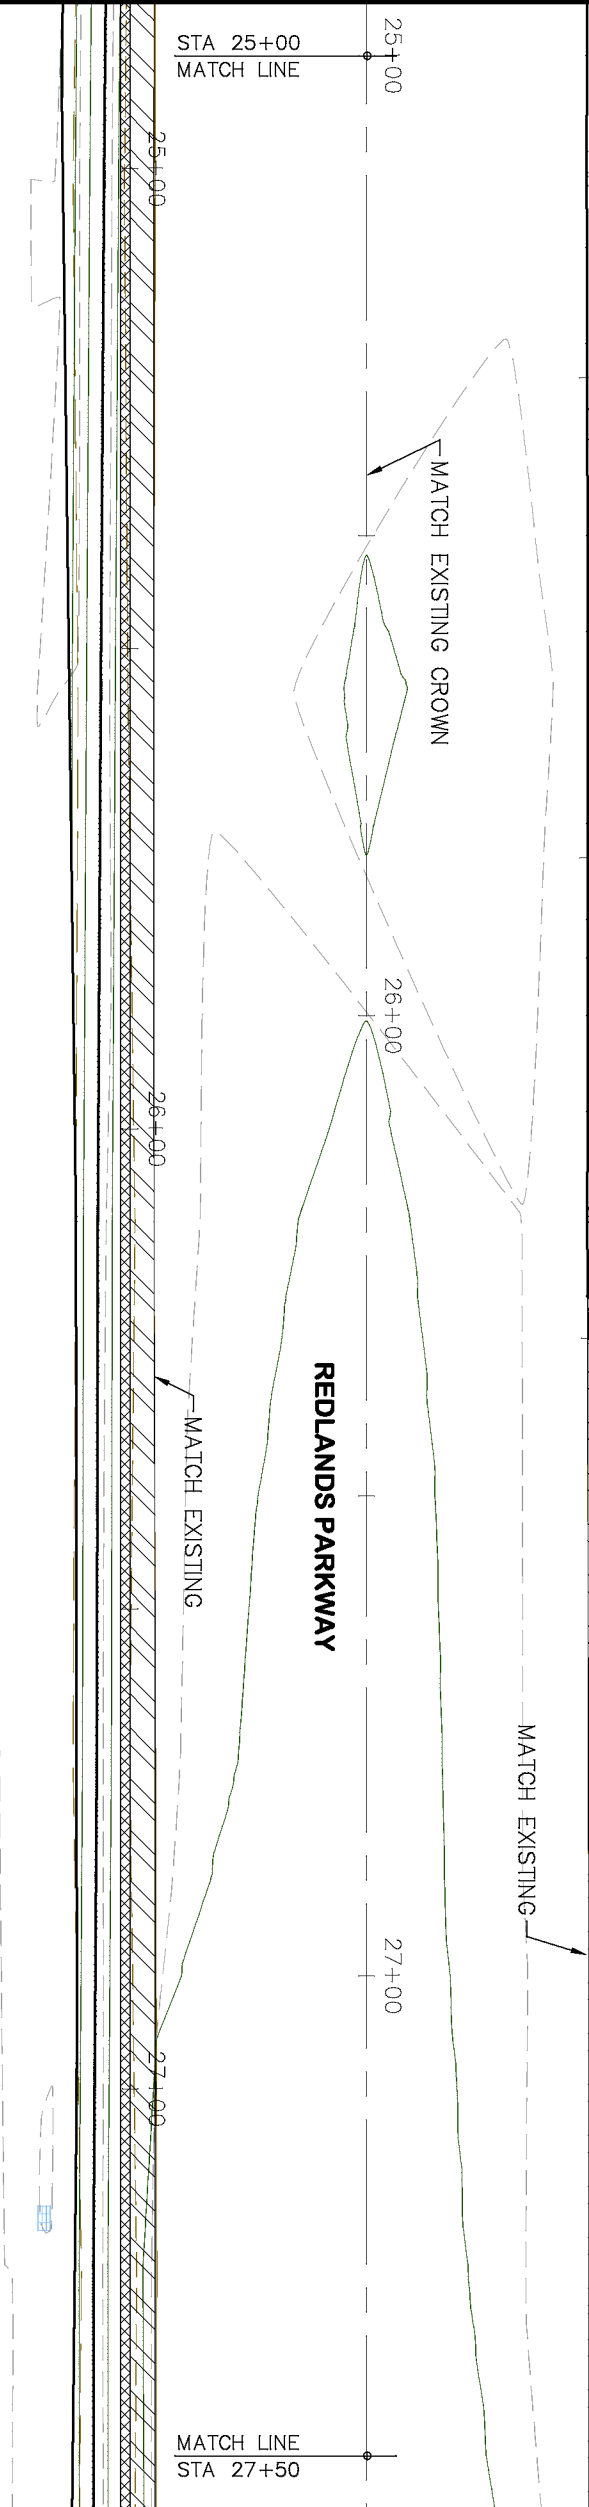 STA 25+00
MATCH LINE
25+00
25+00
MATCH EXISTING CROWN
26+00
26+00
REDLANDS PARKWAY
MATCH EXISTING
MATCH EXISTING
27+00
27+00
MATCH LINE
STA 27+50